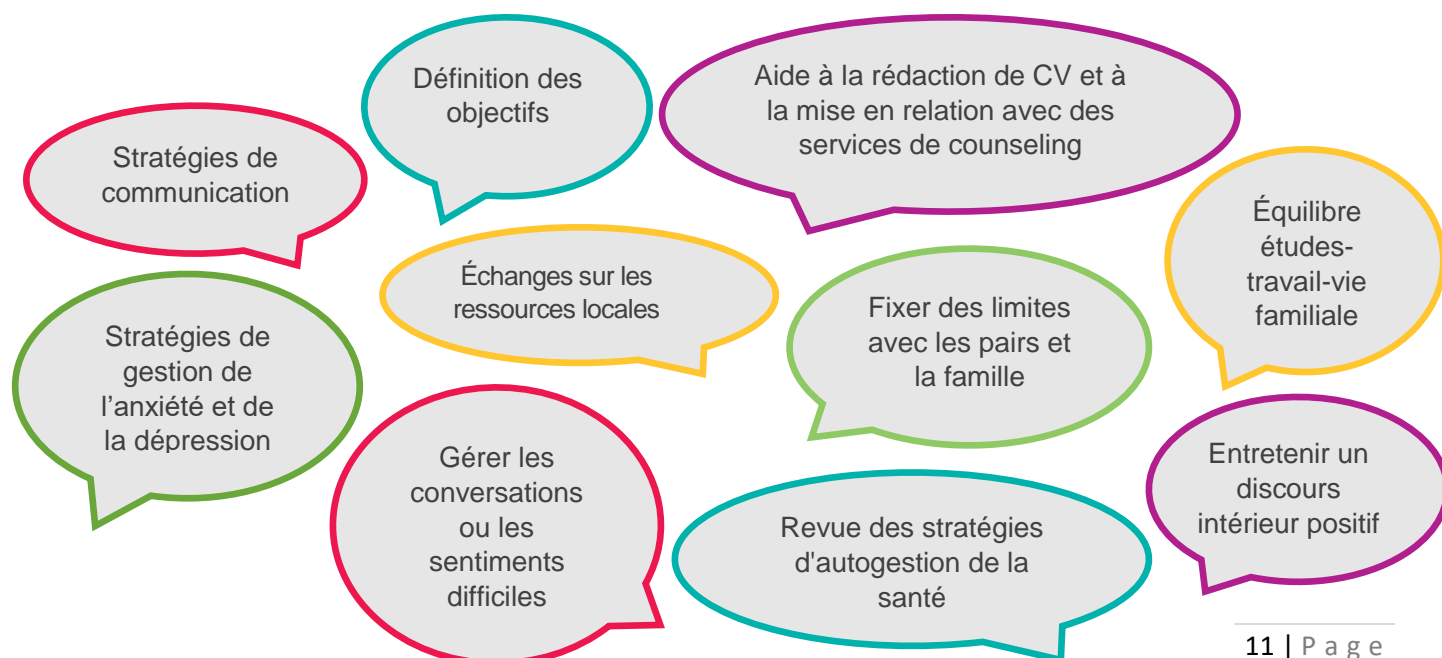 Définition des
objectifs
Aide à la rédaction de CV et à
la mise en relation avec des
services de counseling
Stratégies de
communication
Équilibre
études-
travail-vie
familiale
Échanges sur les
ressources locales
Fixer des limites
avec les pairs et
la famille
Stratégies de
gestion de
l’anxiété et de
la dépression
Gérer les
conversations
ou les
sentiments
difficiles
Entretenir un
discours
intérieur positif
Revue des stratégies
d'autogestion de la
santé
11 | Page